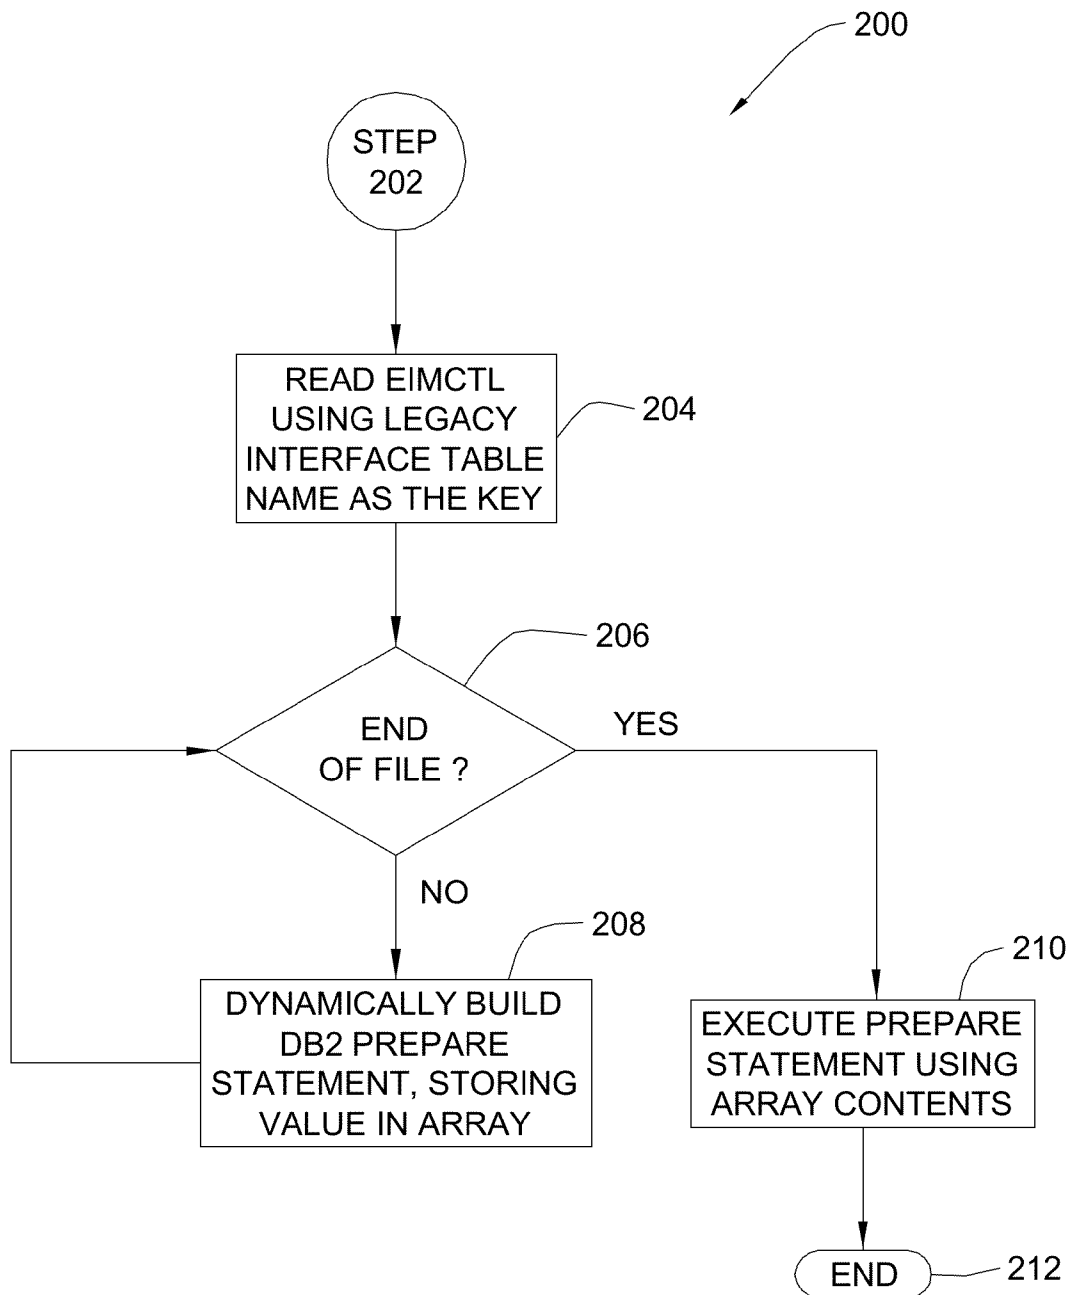 200
STEP
202
READ EIMCTL
USING LEGACY
INTERFACE TABLE
NAME AS THE KEY
204
206
END
OF FILE ?
YES
NO
208
DYNAMICALLY BUILD
DB2 PREPARE
STATEMENT, STORING
VALUE IN ARRAY
210
EXECUTE PREPARE
STATEMENT USING
ARRAY CONTENTS
END
212